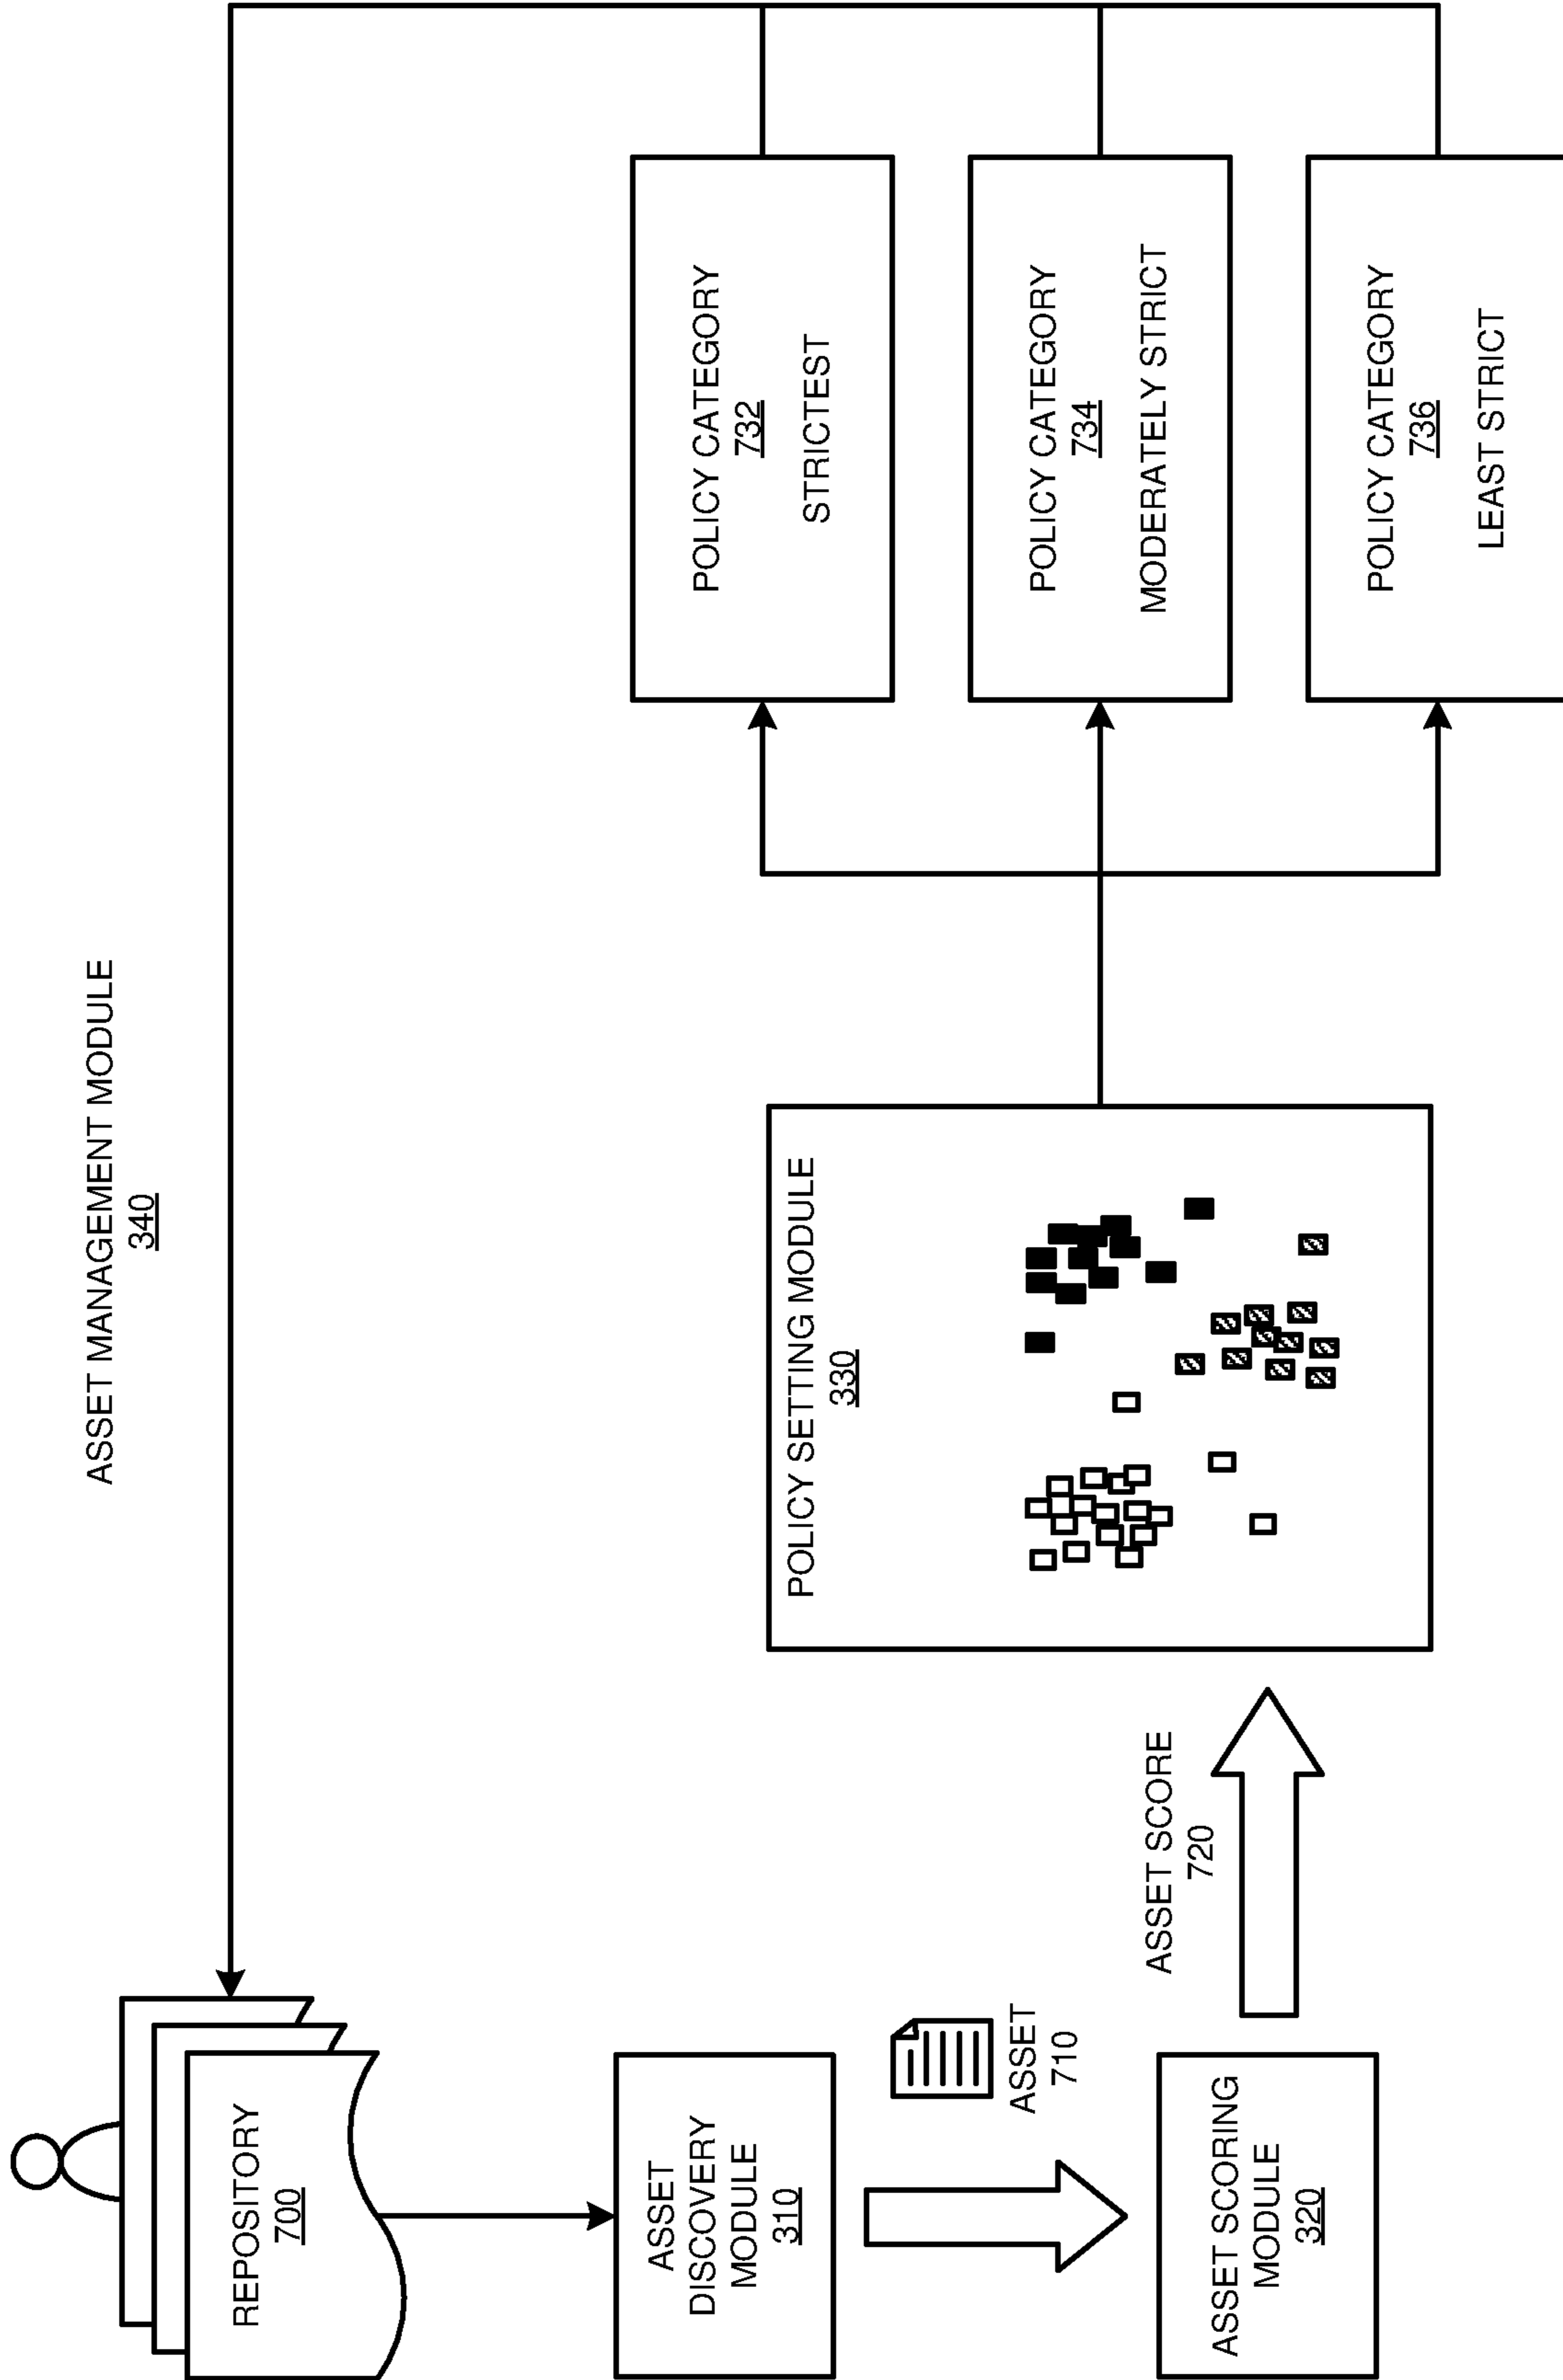 ASSET MANAGEMENT MODULE
340
REPOSITORY
700
ASSET
DISCOVERY
MODULE
310
ASSET
710
ASSET SCORING
MODULE
320
ASSET SCORE
720
POLICY SETTING MODULE
330
POLICY CATEGORY
732
STRICTEST
POLICY CATEGORY
734
MODERATELY STRICT
POLICY CATEGORY
736
LEAST STRICT